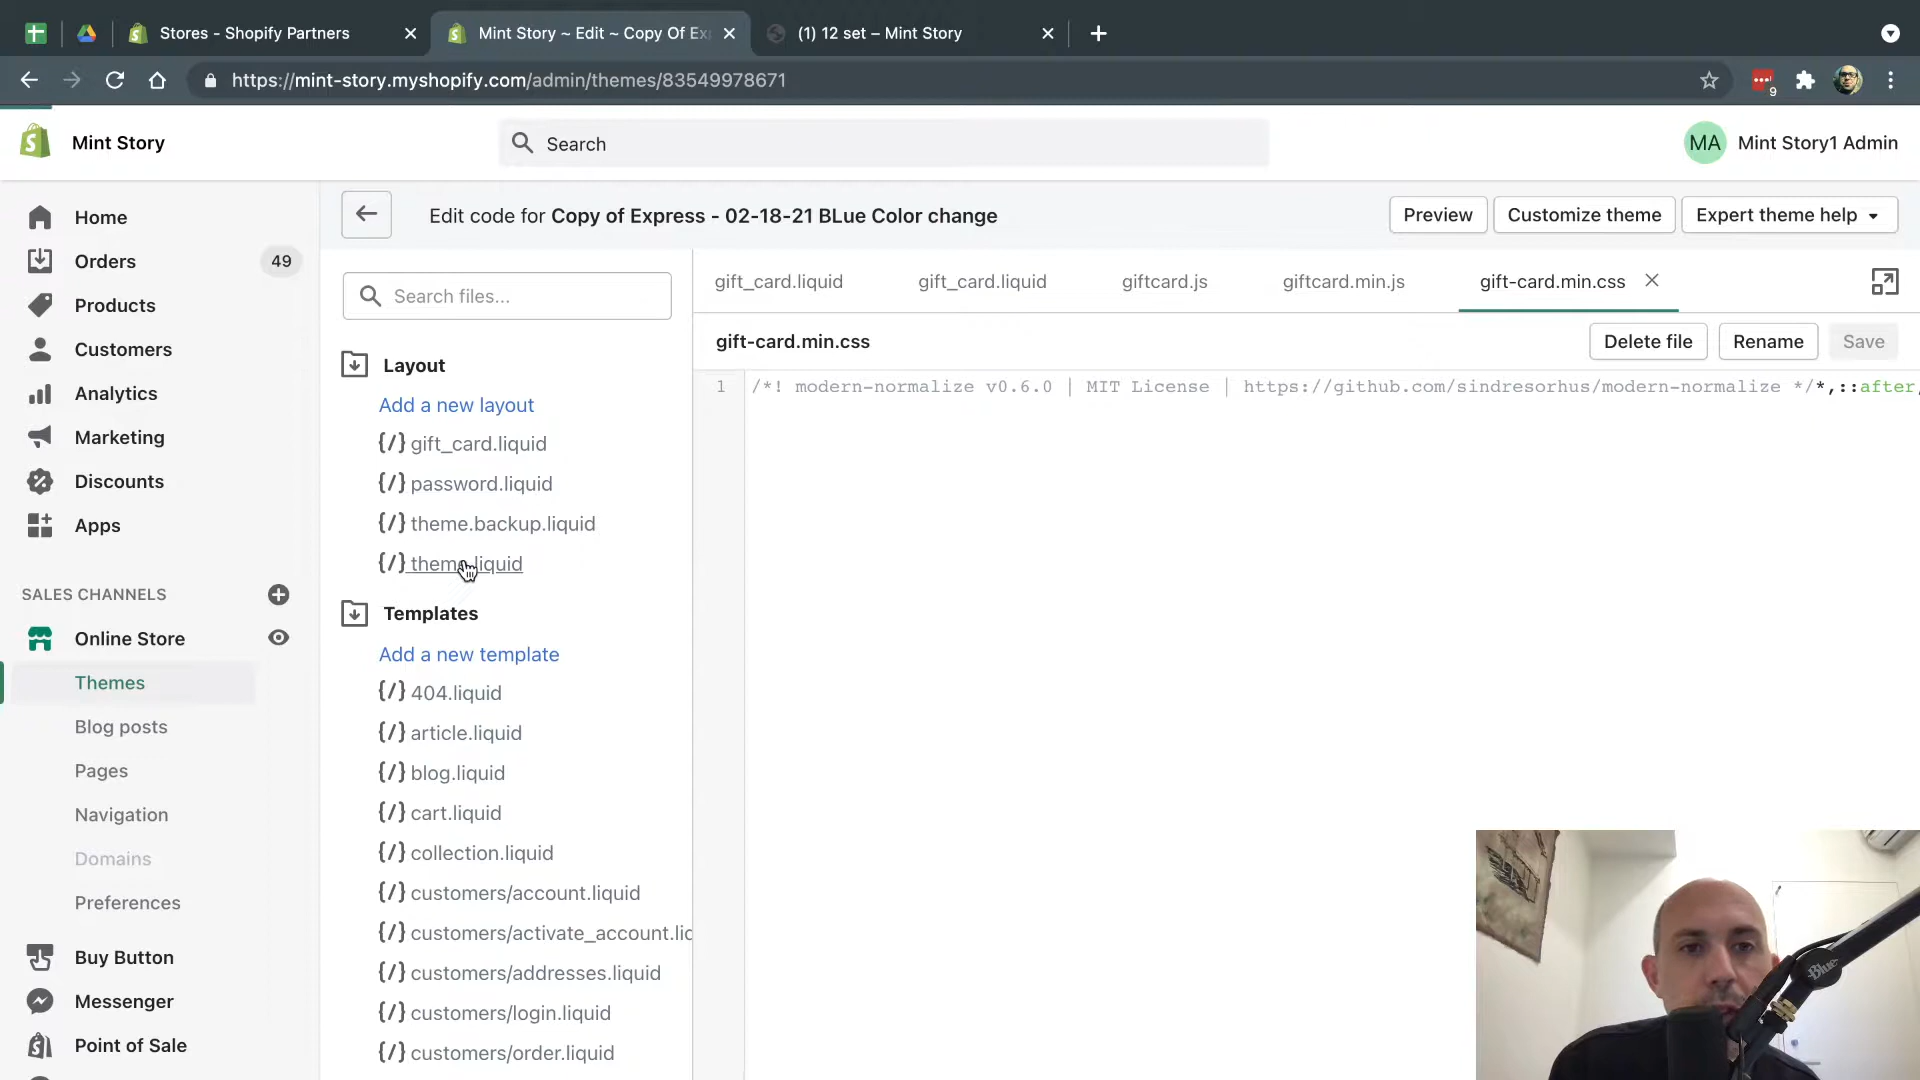 Stores - Shopify Partners
Mint Story ~ Edit ~ Copy Of Ex
(1) 12 set – Mint Story
https://mint-story.myshopify.com/admin/themes/83549978671
9
Mint Story
Search
MA
Mint Story1 Admin
Home
Orders
49
Products
Customers
Analytics
Marketing
Discounts
Apps
SALES CHANNELS
Online Store
Themes
Blog posts
Pages
Navigation
Domains
Preferences
Buy Button
Messenger
Point of Sale
Edit code for Copy of Express - 02-18-21 BLue Color change
Preview
Customize theme
Expert theme help
Search files...
Layout
Add a new layout
{/} gift_card.liquid
{/} password.liquid
{/} theme.backup.liquid
{/} theme.liquid
Templates
Add a new template
{/} 404.liquid
{/} article.liquid
{/} blog.liquid
{/} cart.liquid
{/} collection.liquid
{/} customers/account.liquid
{/} customers/activate_account.liq
{/} customers/addresses.liquid
{/} customers/login.liquid
{/} customers/order.liquid
gift_card.liquid
gift_card.liquid
giftcard.js
giftcard.min.js
gift-card.min.css
gift-card.min.css
Delete file
Rename
Save
1 /*! modern-normalize v0.6.0 | MIT License | https://github.com/sindresorhus/modern-normalize */*,::after,
Blue